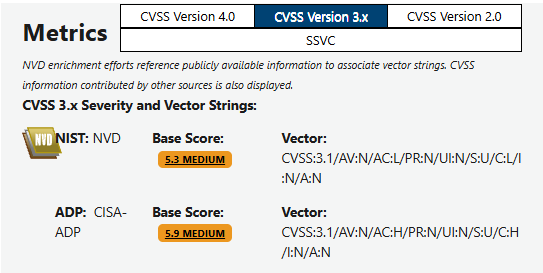 Metrics
CVSS Version 4.0 CVSS Version 3.x CVSS Version 2.0
SSVC
NVD enrichment efforts reference publicly available information to associate vector strings. CVSS
information contributed by other sources is also displayed.
CVSS 3.x Severity and Vector Strings:
NVD
NIST: NVD Base Score: Vector:
5.3 MEDIUM CVSS:3.1/AV:N/AC:L/PR:N/UI:N/S:U/C:L/I
:N/A:N
ADP: CISA- Base Score: Vector:
ADP 5.9 MEDIUM CVSS:3.1/AV:N/AC:H/PR:N/UI:N/S:U/C:H
/I:N/A:N